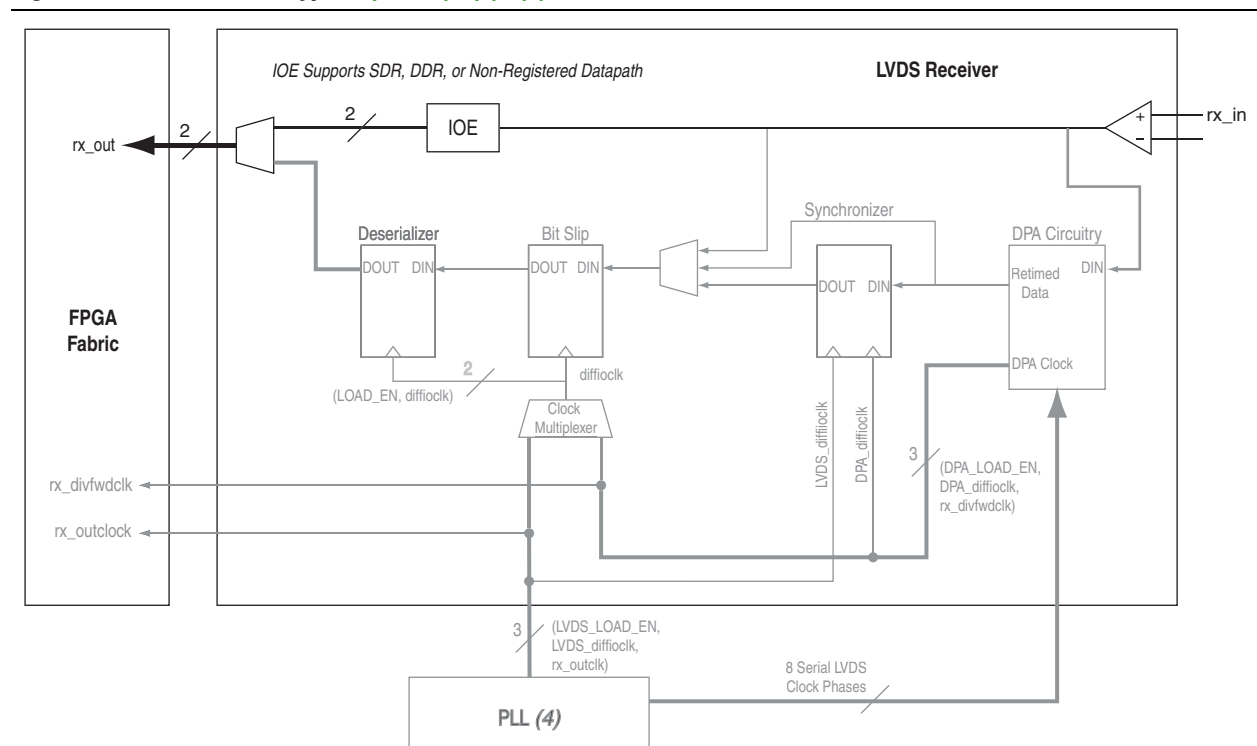 IOE Supports SDR, DDR, or Non-Registered Datapath
LVDS Receiver
rx_out
2
2
IOE
+
–
rx_in
Synchronizer
Deserializer
Bit Slip
DPA Circuitry
DOUT DIN
DOUT DIN
DOUT DIN
Retimed
Data
DIN
DPA Clock
FPGA
Fabric
2
(LOAD_EN, diffioclk)
diffioclk
Clock
Multiplexer
LVDS_diffiioclk
DPA_diffioclk
3
(DPA_LOAD_EN,
DPA_diffioclk,
rx_divfwdclk)
rx_divfwdclk
rx_outclock
3
(LVDS_LOAD_EN,
LVDS_diffioclk,
rx_outclk)
8 Serial LVDS
Clock Phases
PLL (4)